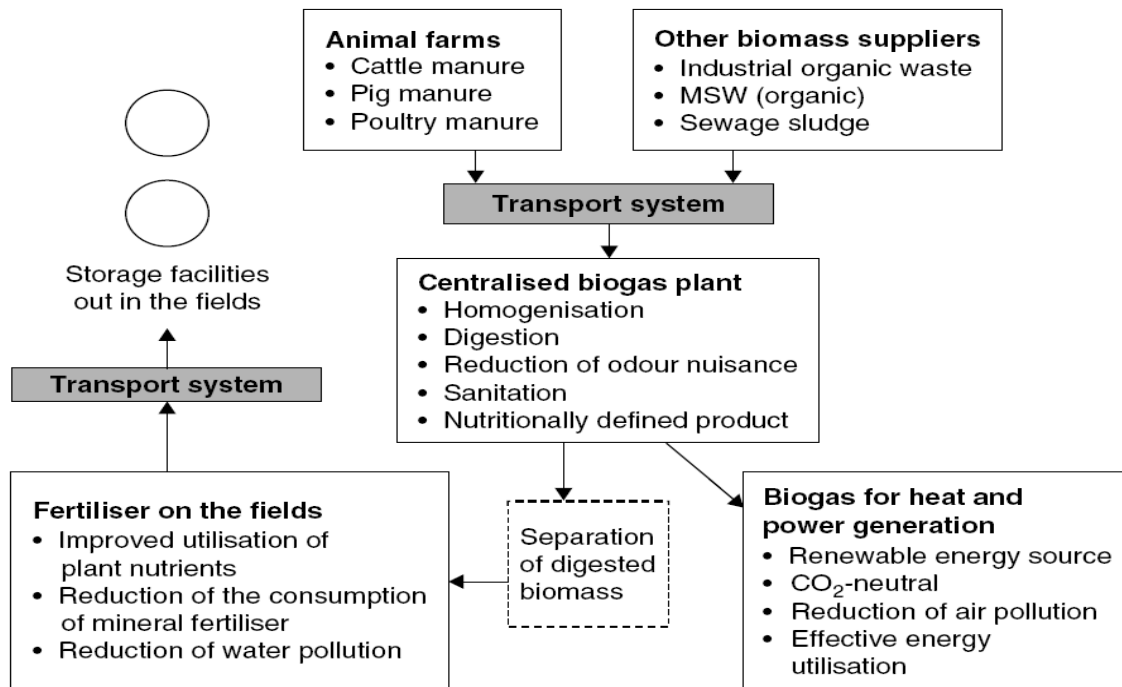 Animal farms
• Cattle manure
• Pig manure
• Poultry manure
Other biomass suppliers
• Industrial organic waste
• MSW (organic)
• Sewage sludge
Transport system
Storage facilities
out in the fields
Centralised biogas plant
• Homogenisation
• Digestion
• Reduction of odour nuisance
• Sanitation
• Nutritionally defined product
Transport system
Fertiliser on the fields
• Improved utilisation of
plant nutrients
• Reduction of the consumption
of mineral fertiliser
• Reduction of water pollution
Separation
of digested
biomass
Biogas for heat and
power generation
• Renewable energy source
• CO₂-neutral
• Reduction of air pollution
• Effective energy
utilisation